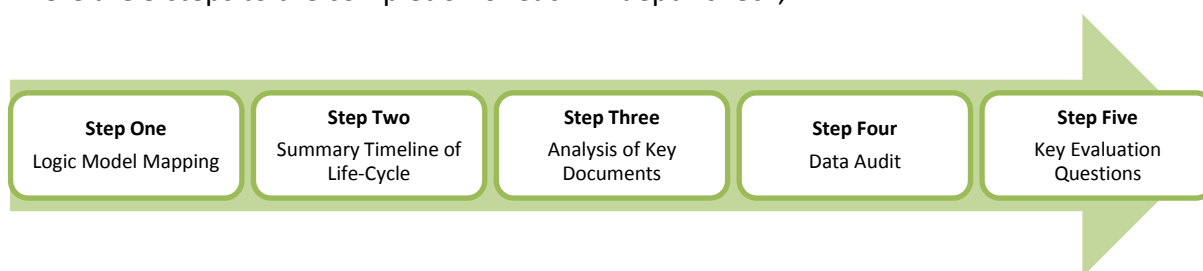 Step One
Logic Model Mapping
Step Two
Summary Timeline of
Life-Cycle
Step Three
Analysis of Key
Documents
Step Four
Data Audit
Step Five
Key Evaluation
Questions